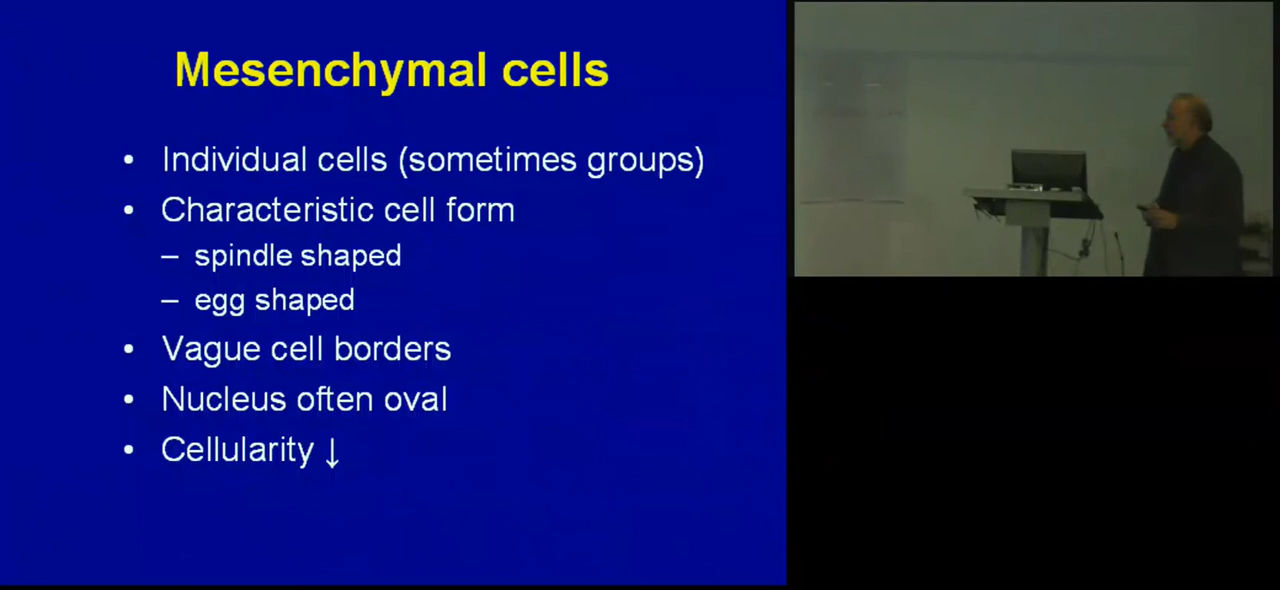 Mesenchymal cells
• Individual cells (sometimes groups)
• Characteristic cell form
– spindle shaped
– egg shaped
• Vague cell borders
• Nucleus often oval
• Cellularity ↓